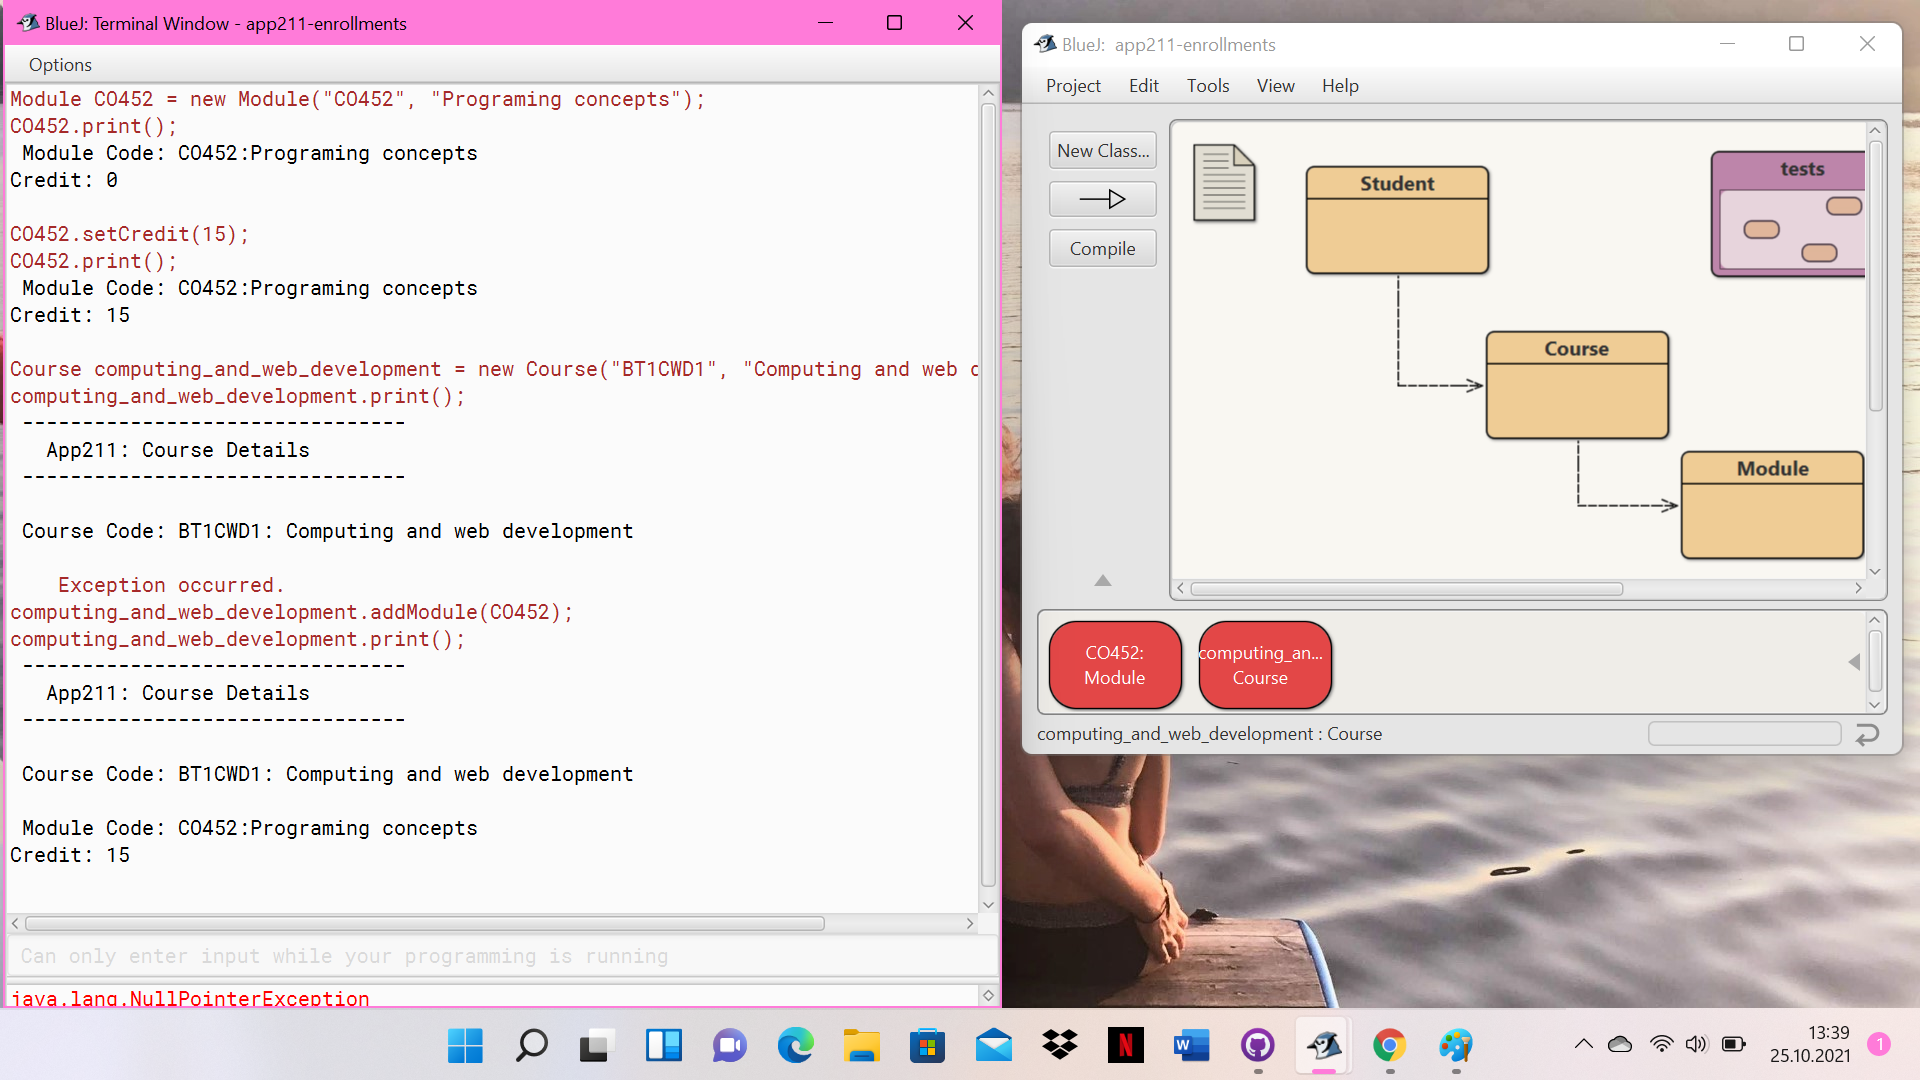 BlueJ: Terminal Window - app211-enrollments
Options
Module CO452 = new Module("CO452", "Programing concepts");
CO452.print();
Module Code: CO452:Programing concepts
Credit: 0
CO452.setCredit(15);
CO452.print();
Module Code: CO452:Programing concepts
Credit: 15
Course computing_and_web_development = new Course("BT1CWD1", "Computing and web
computing_and_web_development.print();
--------------------------------
App211: Course Details
--------------------------------
Course Code: BT1CWD1: Computing and web development
Exception occurred.
computing_and_web_development.addModule(CO452);
computing_and_web_development.print();
--------------------------------
App211: Course Details
--------------------------------
Course Code: BT1CWD1: Computing and web development
Module Code: CO452:Programing concepts
Credit: 15
Can only enter input while your programming is running
java.lang.NullPointerException
BlueJ: app211-enrollments
Project Edit Tools View Help
New Class...
Compile
Student
tests
Course
Module
CO452:
Module
computing_an...
Course
computing_and_web_development : Course
N
W
13:39
25.10.2021
1